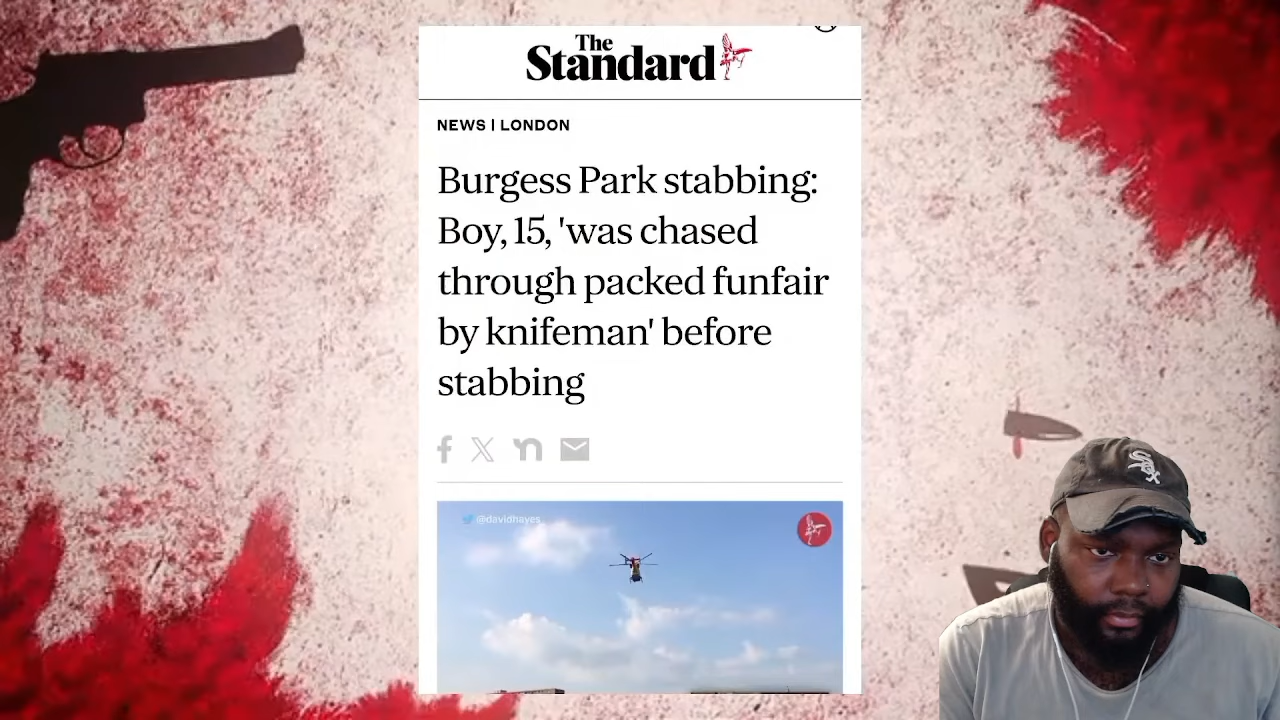 The
Standard
NEWS | LONDON
Burgess Park stabbing:
Boy, 15, 'was chased
through packed funfair
by knifeman' before
stabbing
@davidhayes
Sox